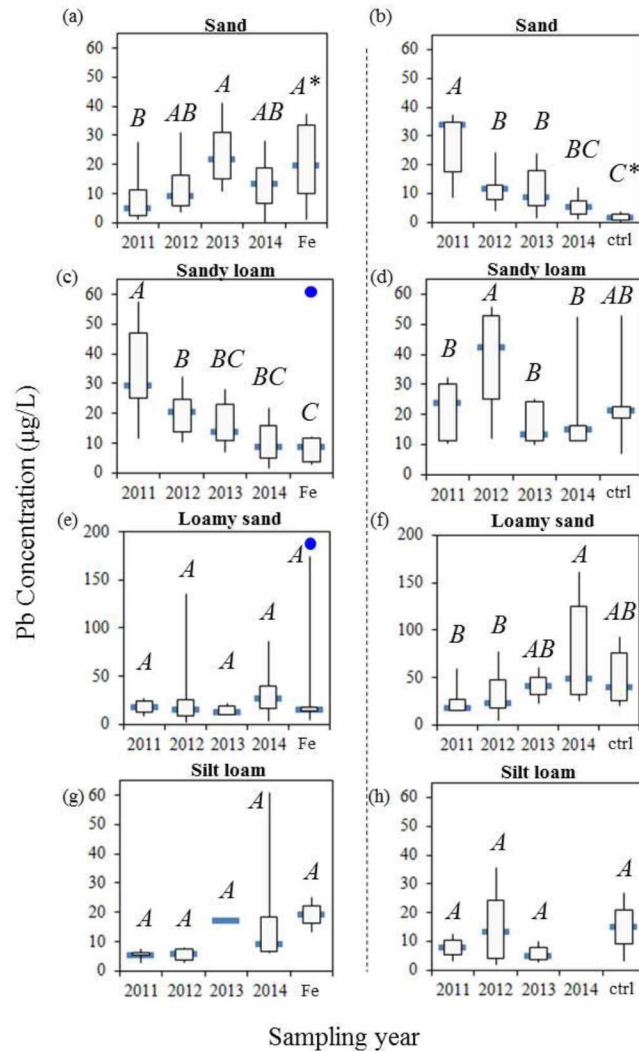 (a) Sand
60
50
40
30
20
10
0
B AB A AB A*
2011 2012 2013 2014 Fe
(b) Sand
60
50
40
30
20
10
0
A B B BC C*
2011 2012 2013 2014 ctrl
(c) Sandy loam
60
50
40
30
20
10
0
A B BC BC C
2011 2012 2013 2014 Fe
(d) Sandy loam
60
50
40
30
20
10
0
B A B B AB
2011 2012 2013 2014 ctrl
(e) Loamy sand
200
150
100
50
0
A A A A A
2011 2012 2013 2014 Fe
(f) Loamy sand
200
150
100
50
0
B B AB A AB
2011 2012 2013 2014 ctrl
(g) Silt loam
60
50
40
30
20
10
0
A A A A A
2011 2012 2013 2014 Fe
(h) Silt loam
60
50
40
30
20
10
0
A A A A
2011 2012 2013 2014 ctrl
Pb Concentration (µg/L)
Sampling year